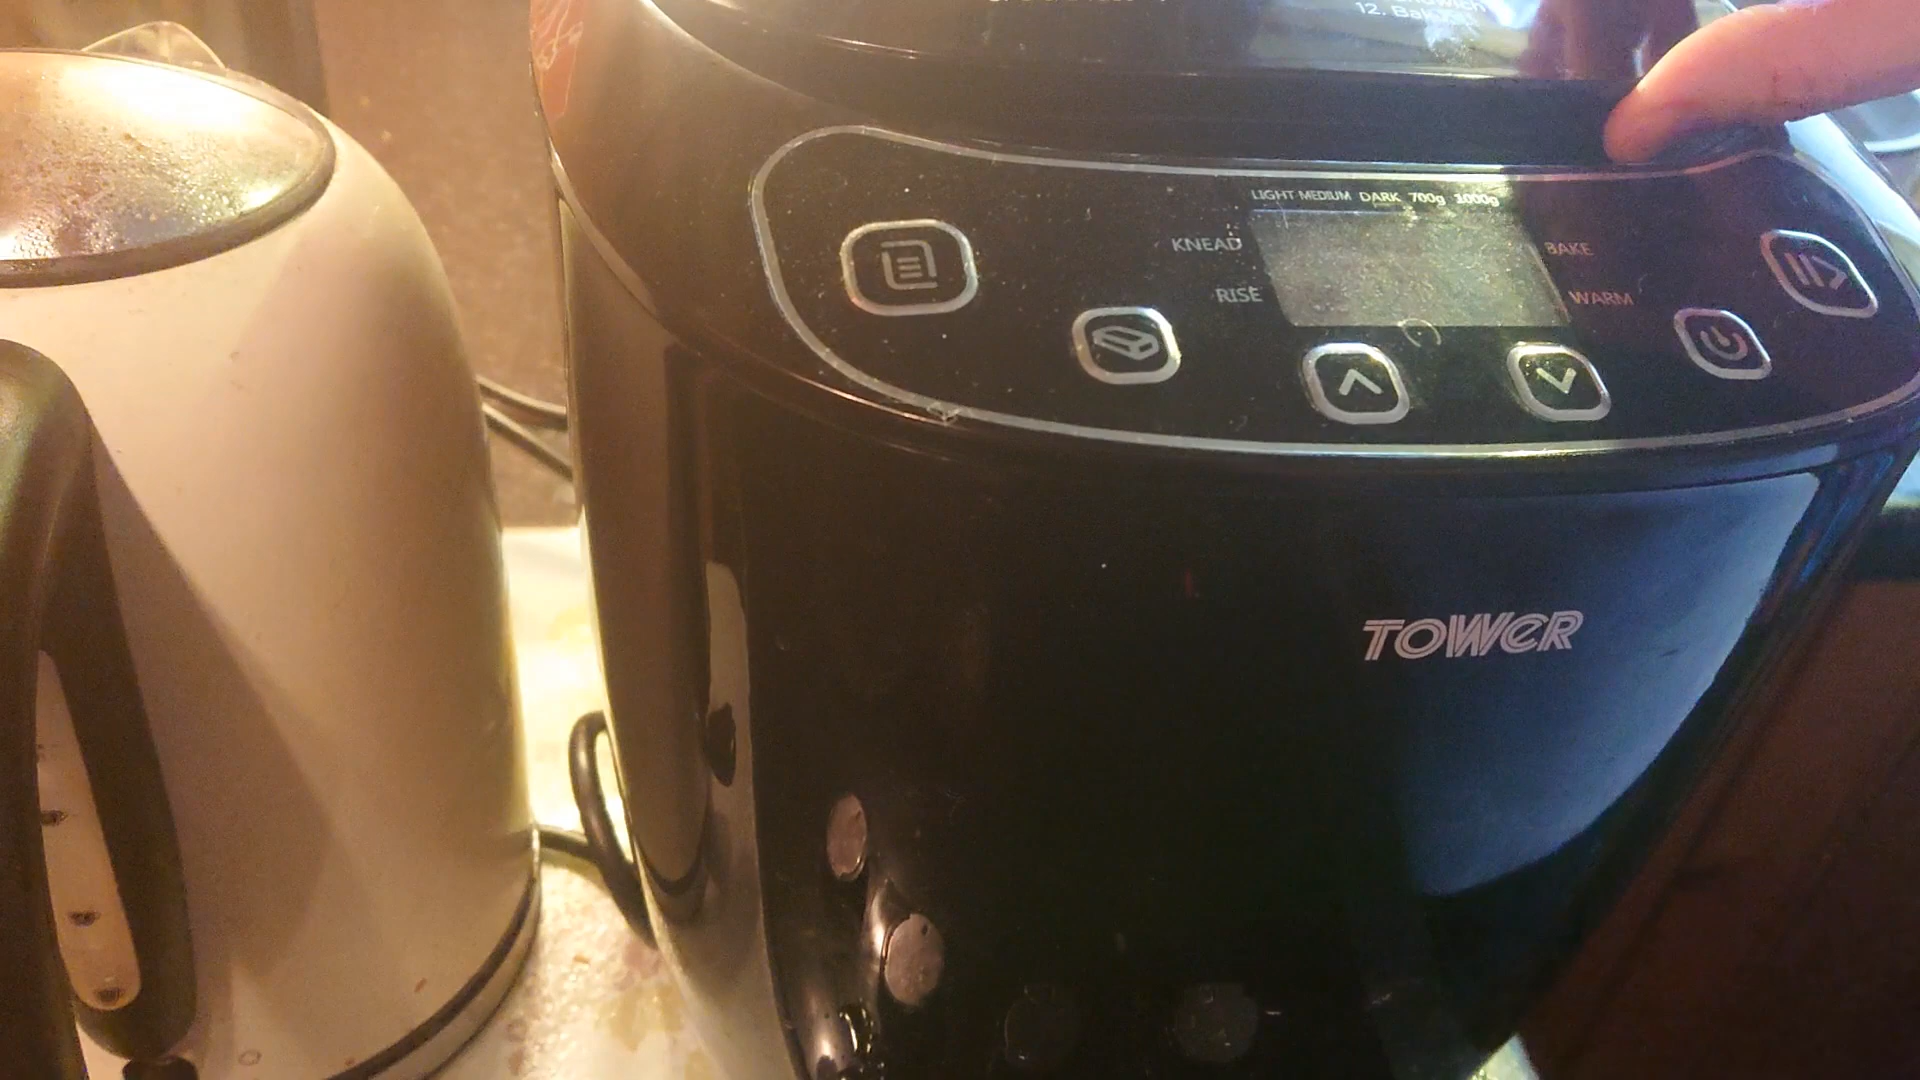 12. Bake
LIGHT MEDIUM DARK 700g 1000g
KNEAD
BAKE
RISE
WARM
TOWER